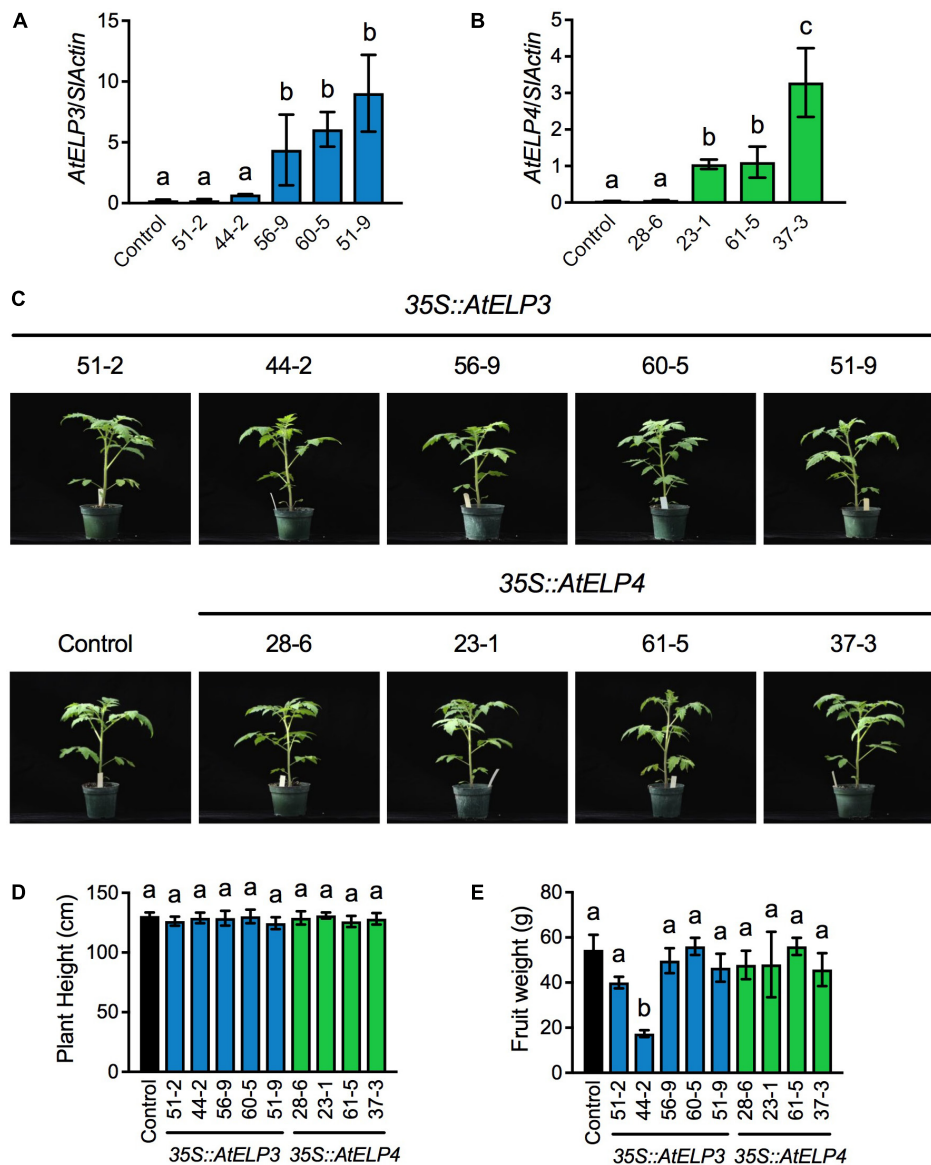 A
AtELP3/SlActin
15
10
5
0
a a a b b b
Control 51-2 44-2 56-9 60-5 51-9
B
AtELP4/SlActin
5
4
3
2
1
0
a a b b c
Control 28-6 23-1 61-5 37-3
C
35S::AtELP3
51-2 44-2 56-9 60-5 51-9
35S::AtELP4
Control 28-6 23-1 61-5 37-3
D
Plant Height (cm)
150
100
50
0
a a a a a a a a a a
Control 51-2 44-2 56-9 60-5 51-9 28-6 23-1 61-5 37-3
35S::AtELP3 35S::AtELP4
E
Fruit weight (g)
80
60
40
20
0
a a b a a a a a a a
Control 51-2 44-2 56-9 60-5 51-9 28-6 23-1 61-5 37-3
35S::AtELP3 35S::AtELP4